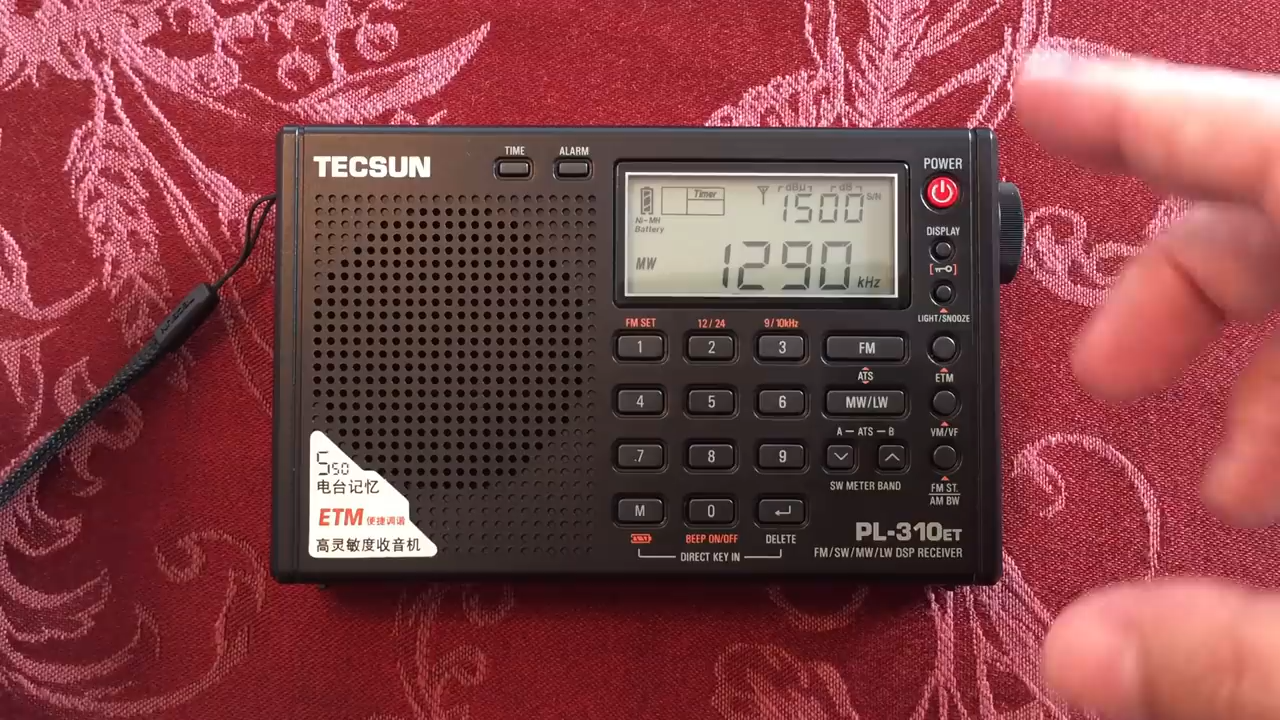 TECSUN
TIME
ALARM
POWER
Timer
dBμ
dB
1500
S/N
Ni-MH
Battery
MW
1290
kHz
DISPLAY
LIGHT/SNOOZE
FM SET
12/24
9/10kHz
1
2
3
FM
ATS
ETM
4
5
6
MW/LW
A — ATS — B
VM/VF
7
8
9
SW METER BAND
FM ST.
AM BW
M
0
BEEP ON/OFF
DELETE
DIRECT KEY IN
PL-310ET
FM/SW/MW/LW DSP RECEIVER
550
电台记忆
ETM 便捷调谐
高灵敏度收音机